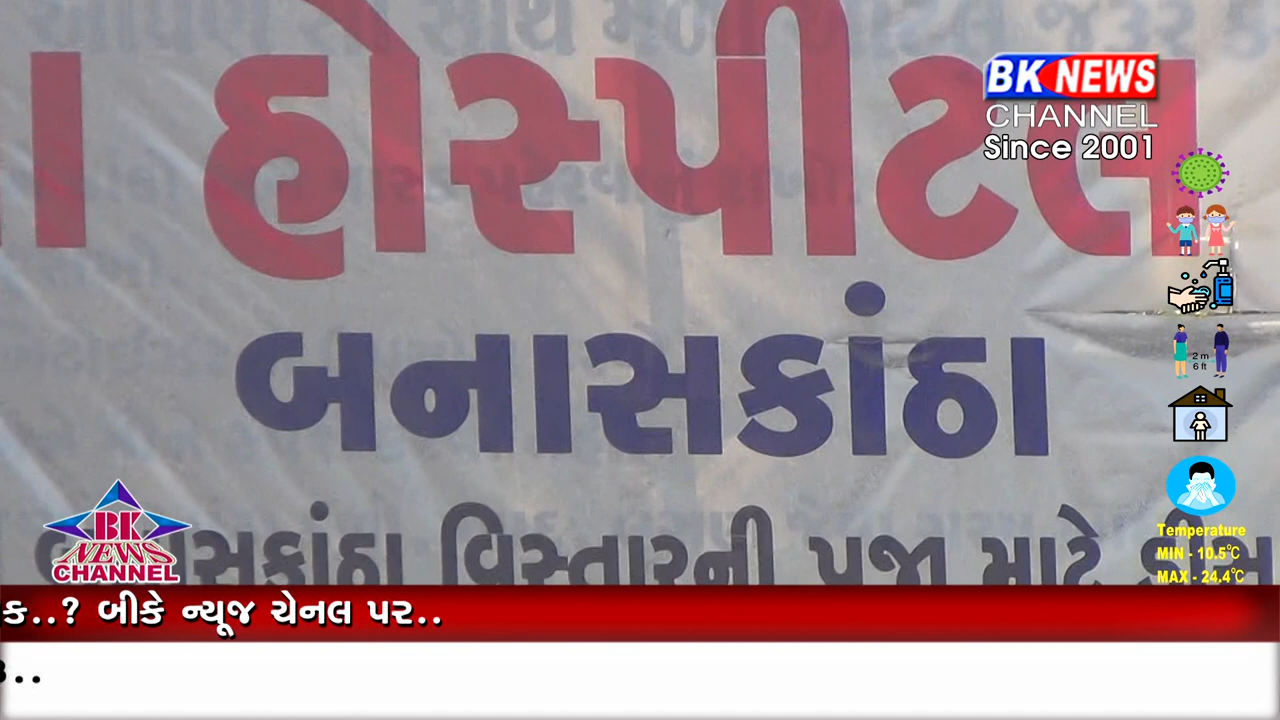 હોસ્પીટલ
BK NEWS
CHANNEL
Since 2001
બનાસકાંઠા
2 m
6 ft
બનાસકાંઠા વિસ્તારની પ્રજા માટે
BK
NEWS
CHANNEL
Temperature
MIN - 10.5℃
MAX - 24.4℃
ક..? બીકે ન્યૂજ ચેનલ પર..